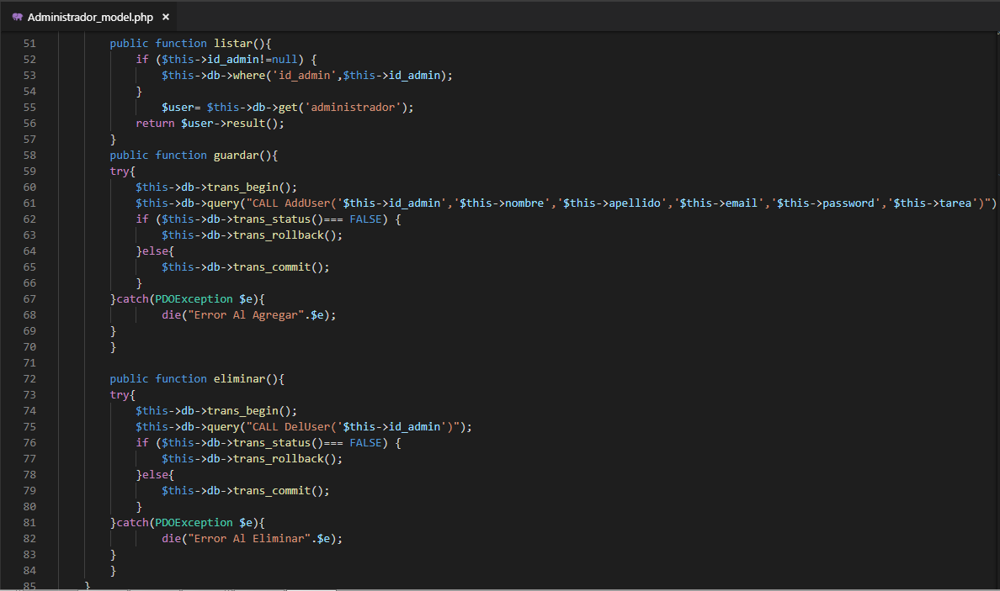 Administrador_model.php ×
51 public function listar(){
52 if ($this->id_admin!=null) {
53 $this->db->where('id_admin',$this->id_admin);
54 }
55 $user= $this->db->get('administrador');
56 return $user->result();
57 }
58 public function guardar(){
59 try{
60 $this->db->trans_begin();
61 $this->db->query("CALL AddUser('$this->id_admin','$this->nombre','$this->apellido','$this->email','$this->password','$this->tarea')")
62 if ($this->db->trans_status()=== FALSE) {
63 $this->db->trans_rollback();
64 }else{
65 $this->db->trans_commit();
66 }
67 }catch(PDOException $e){
68 die("Error Al Agregar".$e);
69 }
70 }
71
72 public function eliminar(){
73 try{
74 $this->db->trans_begin();
75 $this->db->query("CALL DelUser('$this->id_admin')");
76 if ($this->db->trans_status()=== FALSE) {
77 $this->db->trans_rollback();
78 }else{
79 $this->db->trans_commit();
80 }
81 }catch(PDOException $e){
82 die("Error Al Eliminar".$e);
83 }
84 }
85 }